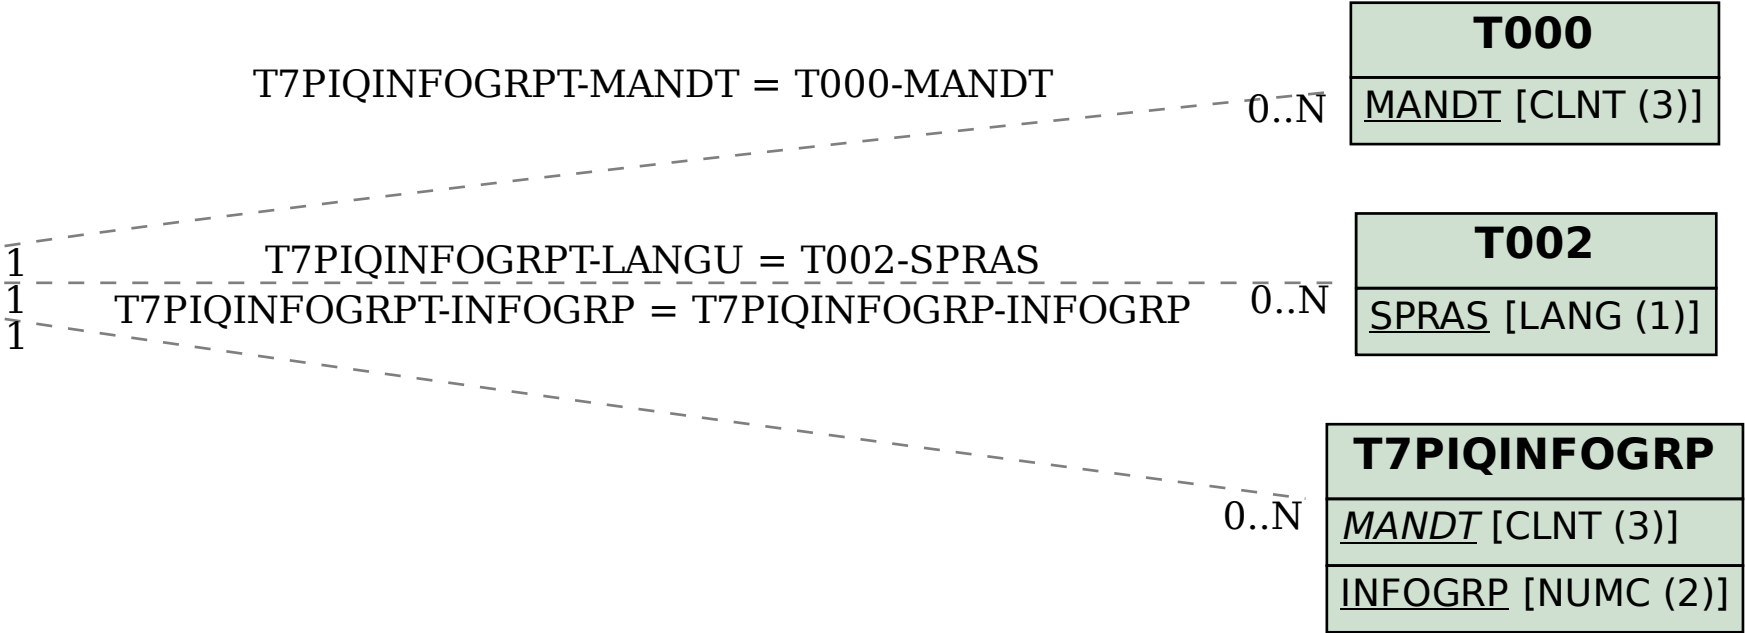 T000
T7PIQINFOGRPT-MANDT = T000-MANDT
MANDT [CLNT (3)]
0..N
T002
1
T7PIQINFOGRPT-LANGU = T002-SPRAS
1
0..N
T7PIQINFOGRPT-INFOGRP = T7PIQINFOGRP-INFOGRP
SPRAS [LANG (1)]
1
T7PIQINFOGRP
0..N
MANDT [CLNT (3)]
INFOGRP [NUMC (2)]